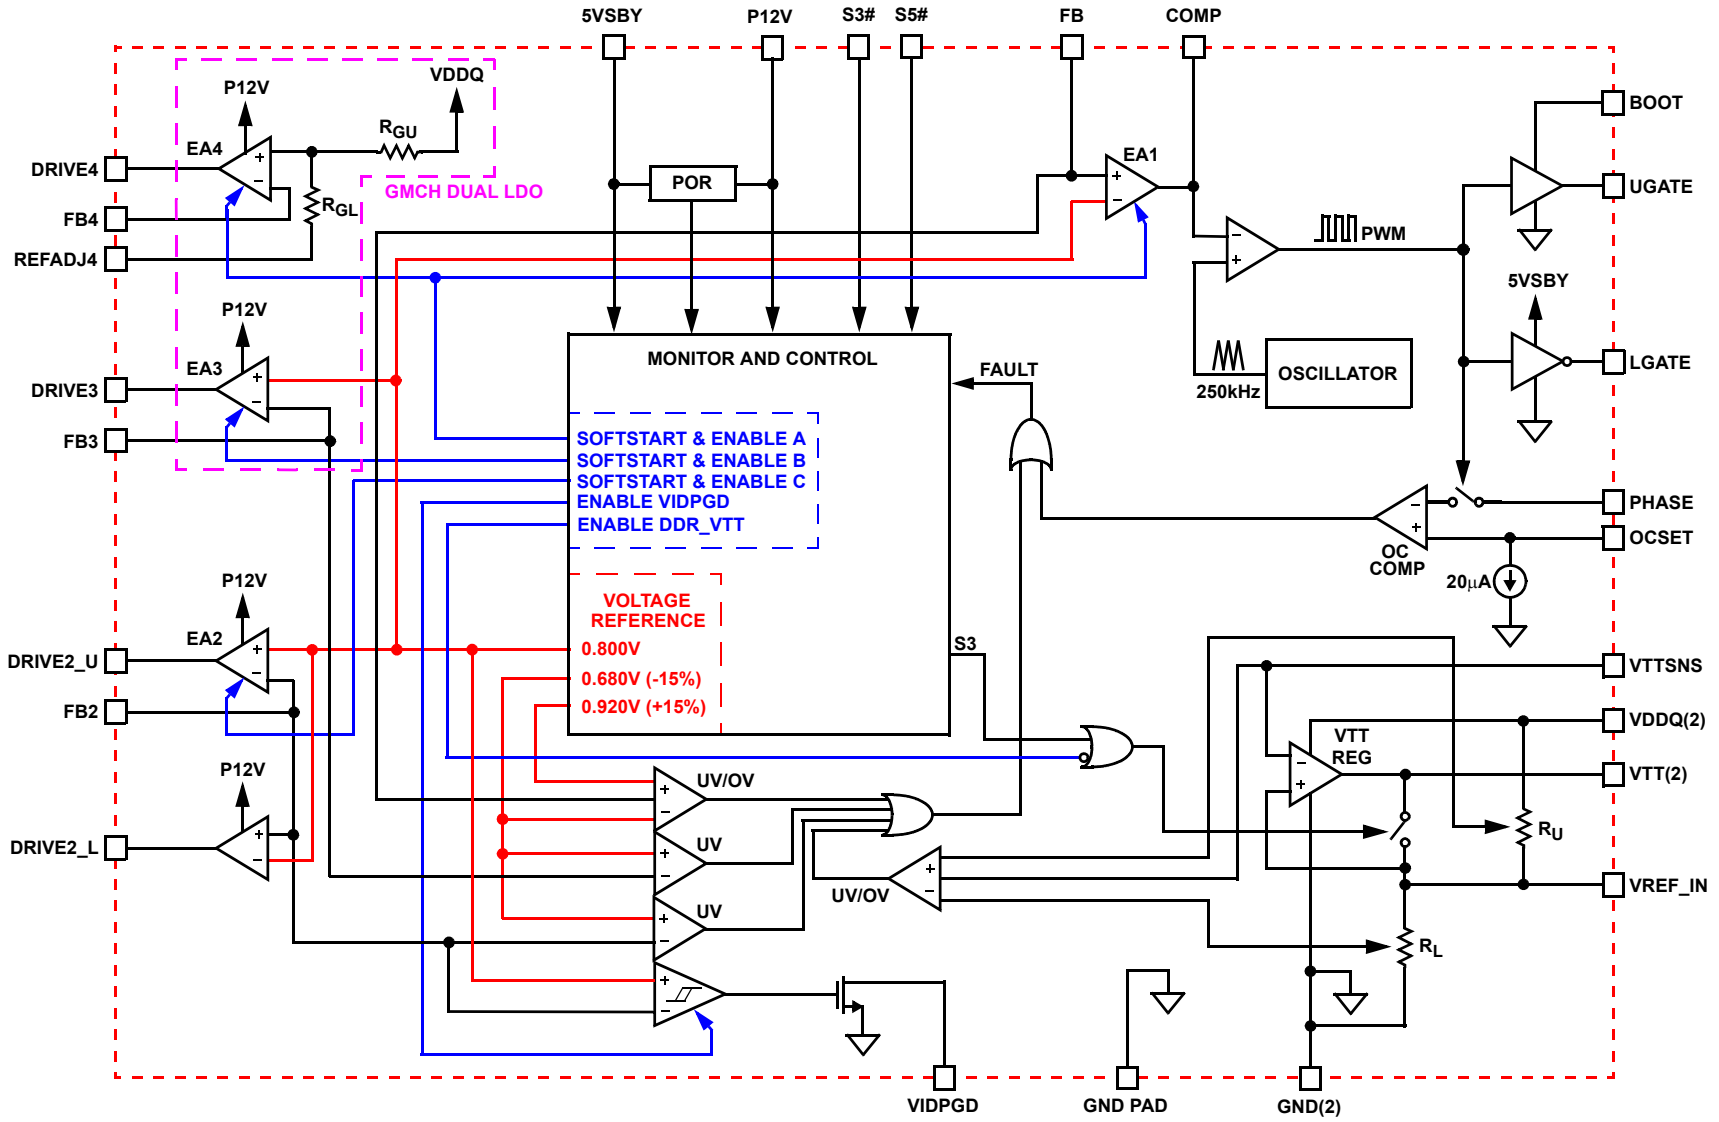 5VSBY
P12V
S3#
S5#
FB
COMP
VDDQ
P12V
BOOT
RGU
EA4
EA1
DRIVE4
POR
GMCH DUAL LDO
UGATE
RGL
FB4
PWM
REFADJ4
5VSBY
P12V
MONITOR AND CONTROL
EA3
FAULT
OSCILLATOR
LGATE
DRIVE3
250kHz
FB3
SOFTSTART & ENABLE A
SOFTSTART & ENABLE B
SOFTSTART & ENABLE C
ENABLE VIDPGD
ENABLE DDR_VTT
PHASE
OCSET
OC
COMP
20μA
P12V
VOLTAGE
REFERENCE
EA2
S3
0.800V
0.680V (-15%)
0.920V (+15%)
DRIVE2_U
VTTSNS
FB2
VDDQ(2)
VTT
REG
P12V
UV/OV
VTT(2)
RU
DRIVE2_L
UV
UV/OV
VREF_IN
UV
RL
VIDPGD
GND PAD
GND(2)